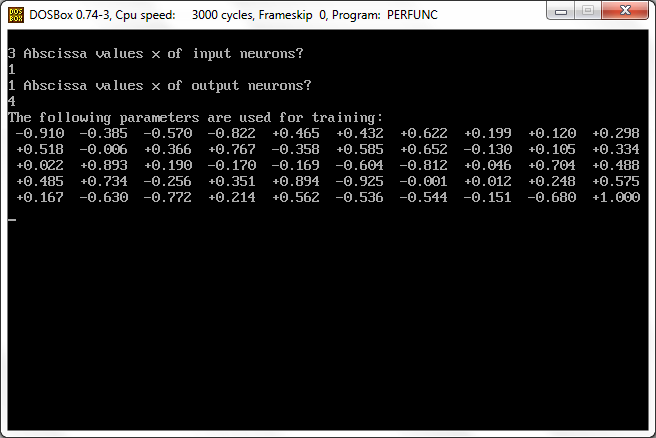 DOS BOX DOSBox 0.74-3, Cpu speed: 3000 cycles, Frameskip 0, Program: PERFUNC
3 Abscissa values x of input neurons?
1
1 Abscissa values x of output neurons?
4
The following parameters are used for training:
-0.910 -0.385 -0.570 -0.822 +0.465 +0.432 +0.622 +0.199 +0.120 +0.298
+0.518 -0.006 +0.366 +0.767 -0.358 +0.585 +0.652 -0.130 +0.105 +0.334
+0.022 +0.893 +0.190 -0.170 -0.169 -0.604 -0.812 +0.046 +0.704 +0.488
+0.485 +0.734 -0.256 +0.351 +0.894 -0.925 -0.001 +0.012 +0.248 +0.575
+0.167 -0.630 -0.772 +0.214 +0.562 -0.536 -0.544 -0.151 -0.680 +1.000